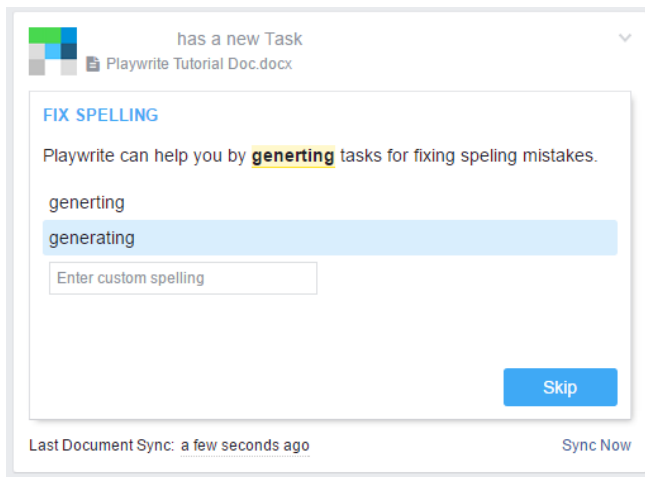 has a new Task
Playwrite Tutorial Doc.docx
FIX SPELLING
Playwrite can help you by generting tasks for fixing speling mistakes.
generting
generating
Enter custom spelling
Skip
Last Document Sync: a few seconds ago
Sync Now